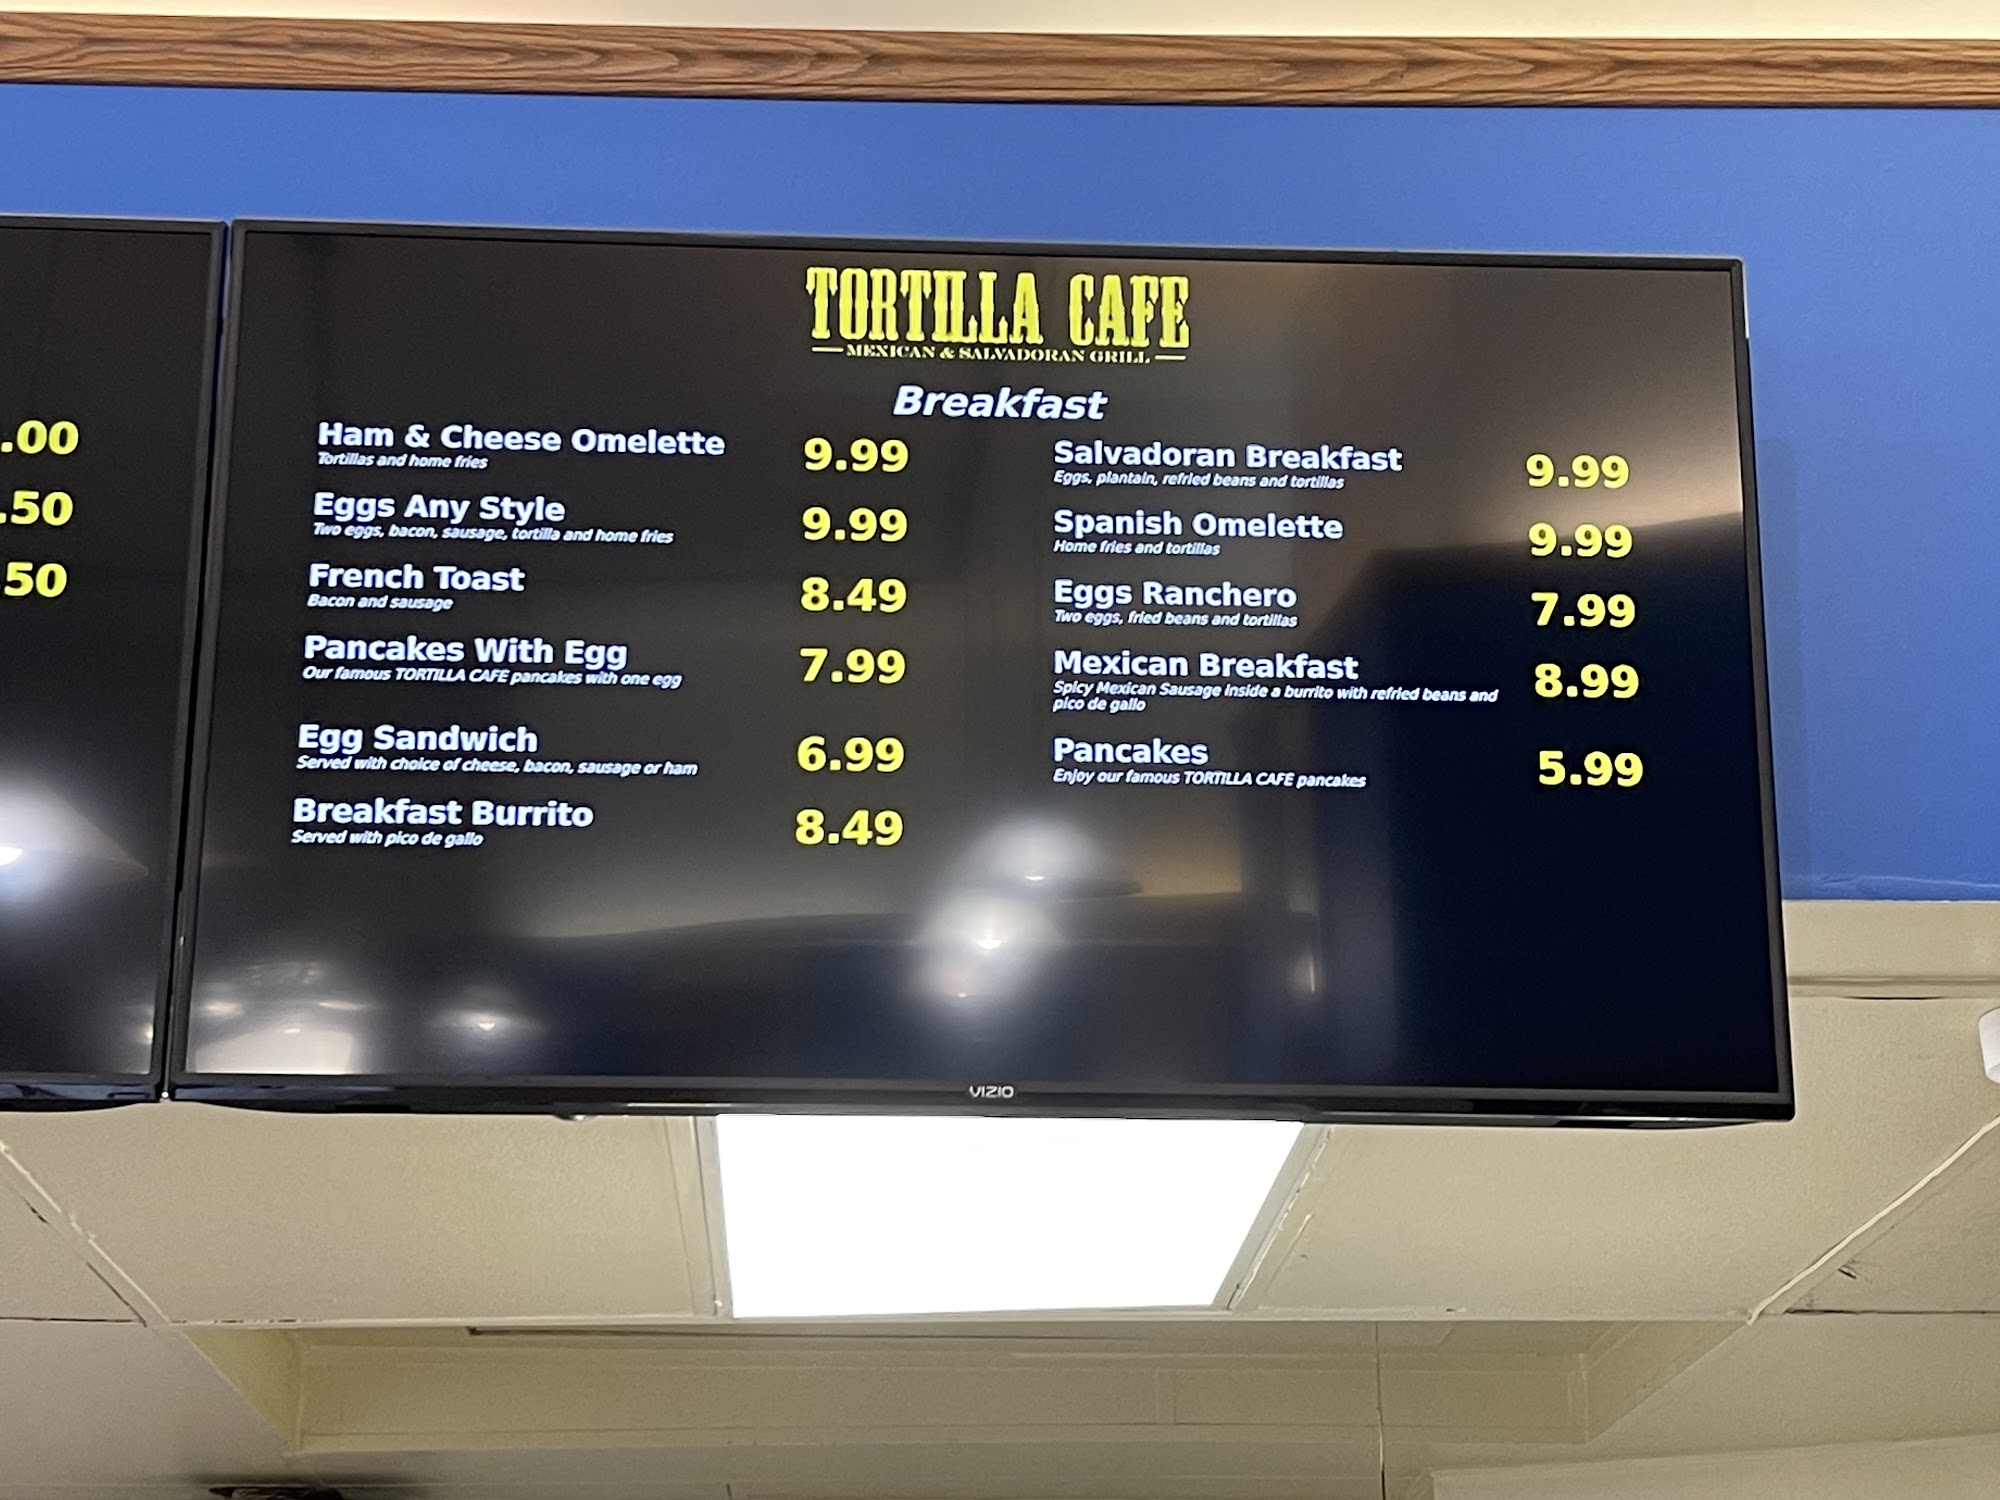 TORTILLA CAFE
MEXICAN & SALVADORAN GRILL
Breakfast
Ham & Cheese Omelette 9.99
Tortillas and home fries
Eggs Any Style 9.99
Two eggs, bacon, sausage, tortilla and home fries
French Toast 8.49
Bacon and sausage
Pancakes With Egg 7.99
Our famous TORTILLA CAFE pancakes with one egg
Egg Sandwich 6.99
Served with choice of cheese, bacon, sausage or ham
Breakfast Burrito 8.49
Served with pico de gallo
Salvadoran Breakfast 9.99
Eggs, plantain, refried beans and tortillas
Spanish Omelette 9.99
Home fries and tortillas
Eggs Ranchero 7.99
Two eggs, fried beans and tortillas
Mexican Breakfast 8.99
Spicy Mexican Sausage inside a burrito with refried beans and
pico de gallo
Pancakes 5.99
Enjoy our famous TORTILLA CAFE pancakes
.00
.50
.50
VIZIO